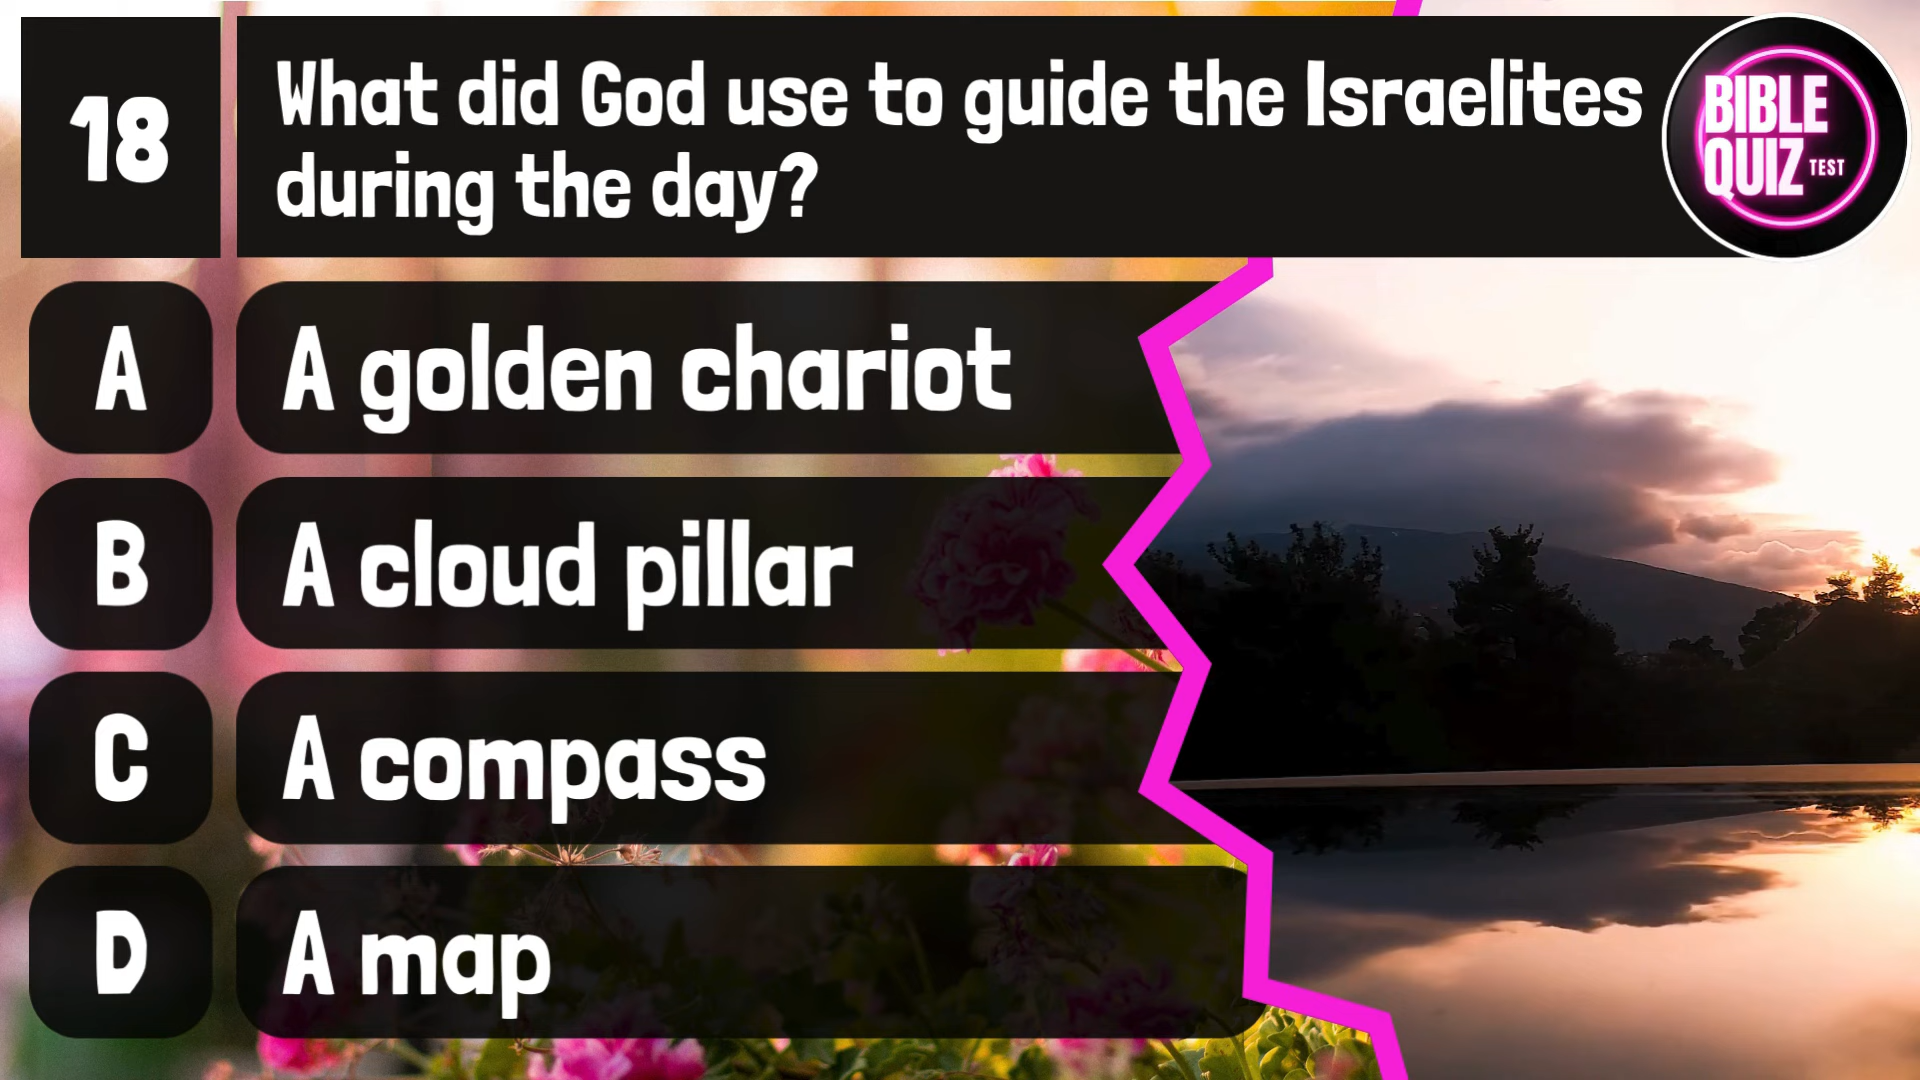 18
What did God use to guide the Israelites
during the day?
BIBLE
QUIZ TEST
A
A golden chariot
B
A cloud pillar
C
A compass
D
A map